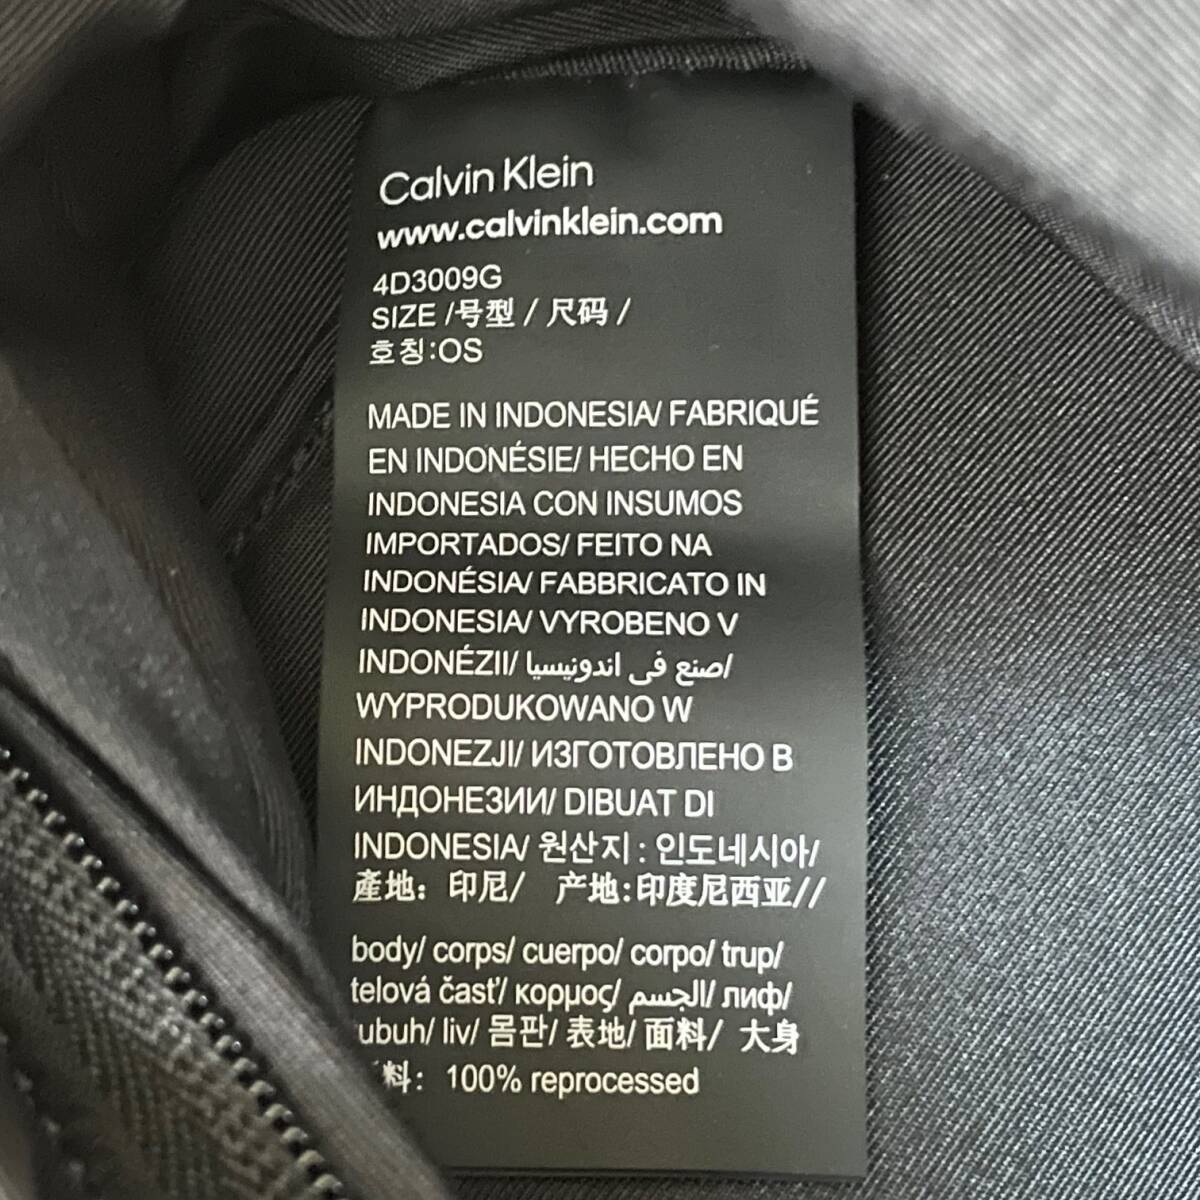 Calvin Klein
www.calvinklein.com
4D3009G
SIZE /号型 / 尺码 /
호칭:OS
MADE IN INDONESIA/ FABRIQUÉ
EN INDONÉSIE/ HECHO EN
INDONESIA CON INSUMOS
IMPORTADOS/ FEITO NA
INDONÉSIA/ FABBRICATO IN
INDONESIA/ VYROBENO V
INDONÉZII/ صنع في اندونيسيا/
WYPRODUKOWANO W
INDONEZJI/ ИЗГОТОВЛЕНО В
ИНДОНЕЗИИ/ DIBUAT DI
INDONESIA/ 원산지 : 인도네시아/
產地: 印尼/ 产地:印度尼西亚//
body/ corps/ cuerpo/ corpo/ trup/
telová časť/ κορμος/ الجسم/ лиф/
ubuh/ liv/ 몸판/ 表地/ 面料/ 大身
料: 100% reprocessed